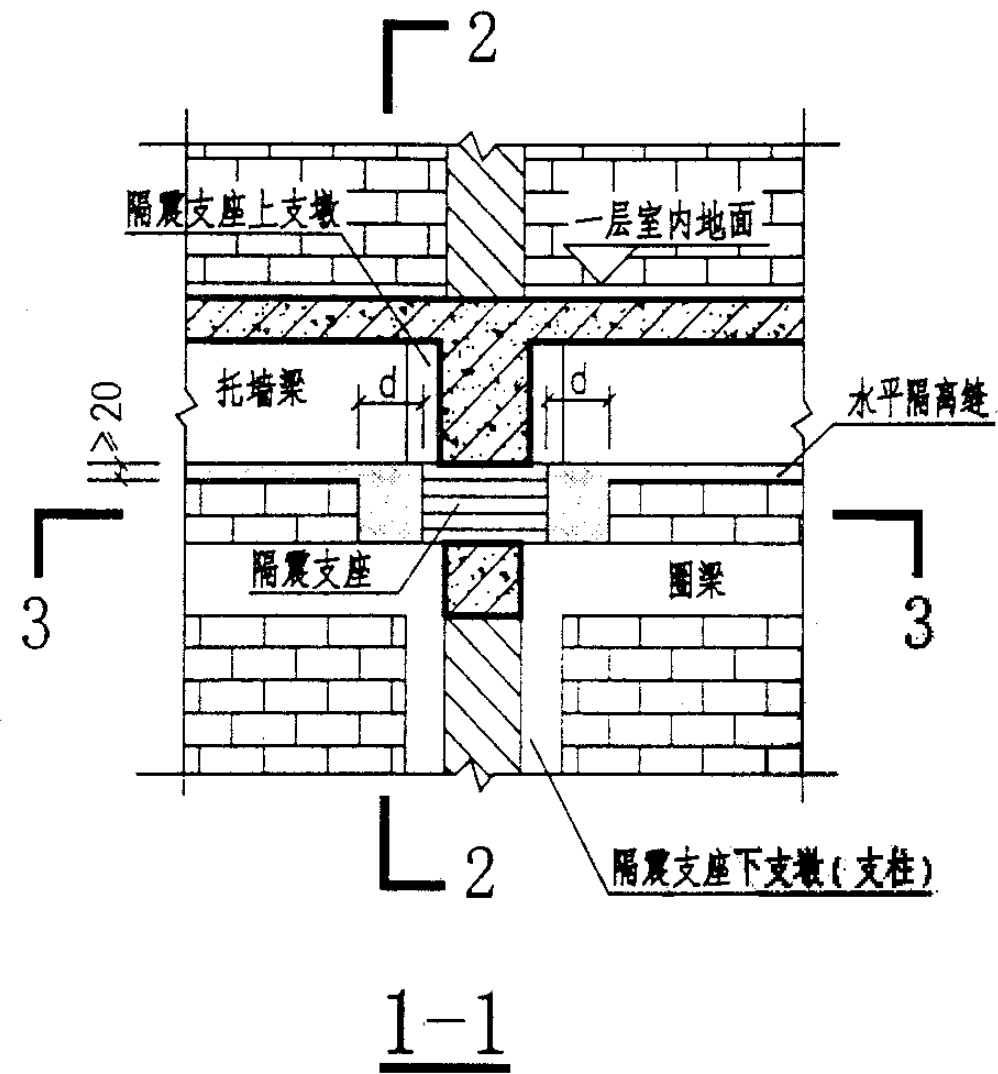 2
隔震支座上支墩
一层室内地面
托墙梁
d
d
≥20
水平隔离缝
3
隔震支座
圈梁
3
2
隔震支座下支墩(支柱)
1-1